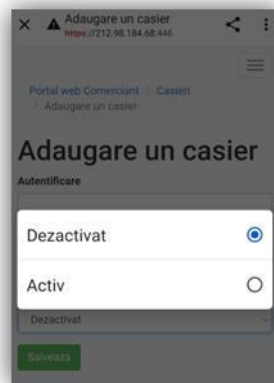 Adaugare un casier
https://212.98.184.68:446
Portal web Comerciant / Casieri
/ Adaugare un casier
Adaugare un casier
Autentificare
Dezactivat
Activ
Dezactivat
Salveaza